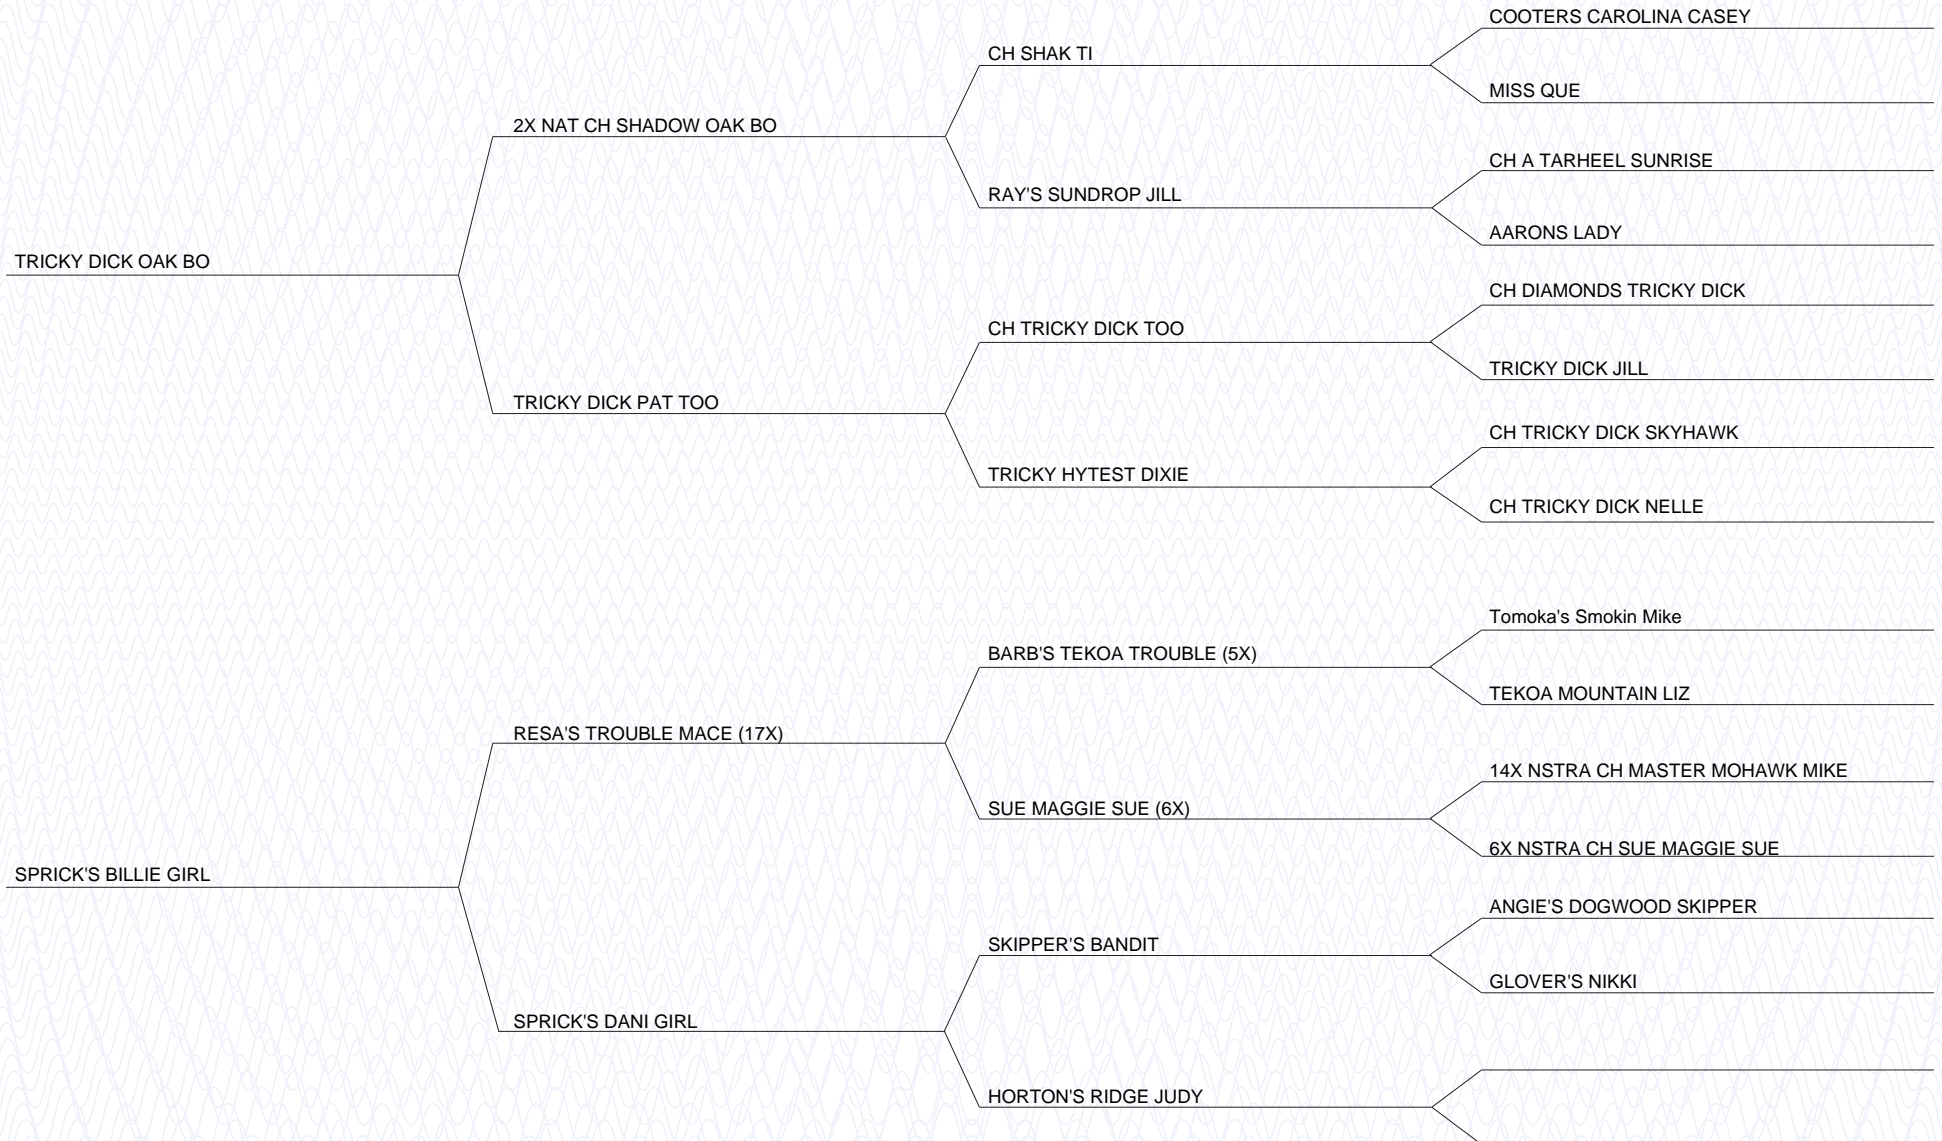 COOTERS CAROLINA CASEY
CH SHAK TI
MISS QUE
2X NAT CH SHADOW OAK BO
CH A TARHEEL SUNRISE
RAY'S SUNDROP JILL
AARONS LADY
TRICKY DICK OAK BO
CH DIAMONDS TRICKY DICK
CH TRICKY DICK TOO
TRICKY DICK JILL
TRICKY DICK PAT TOO
CH TRICKY DICK SKYHAWK
TRICKY HYTEST DIXIE
CH TRICKY DICK NELLE
Tomoka's Smokin Mike
BARB'S TEKOA TROUBLE (5X)
TEKOA MOUNTAIN LIZ
RESA'S TROUBLE MACE (17X)
14X NSTRA CH MASTER MOHAWK MIKE
SUE MAGGIE SUE (6X)
6X NSTRA CH SUE MAGGIE SUE
SPRICK'S BILLIE GIRL
ANGIE'S DOGWOOD SKIPPER
SKIPPER'S BANDIT
GLOVER'S NIKKI
SPRICK'S DANI GIRL
HORTON'S RIDGE JUDY